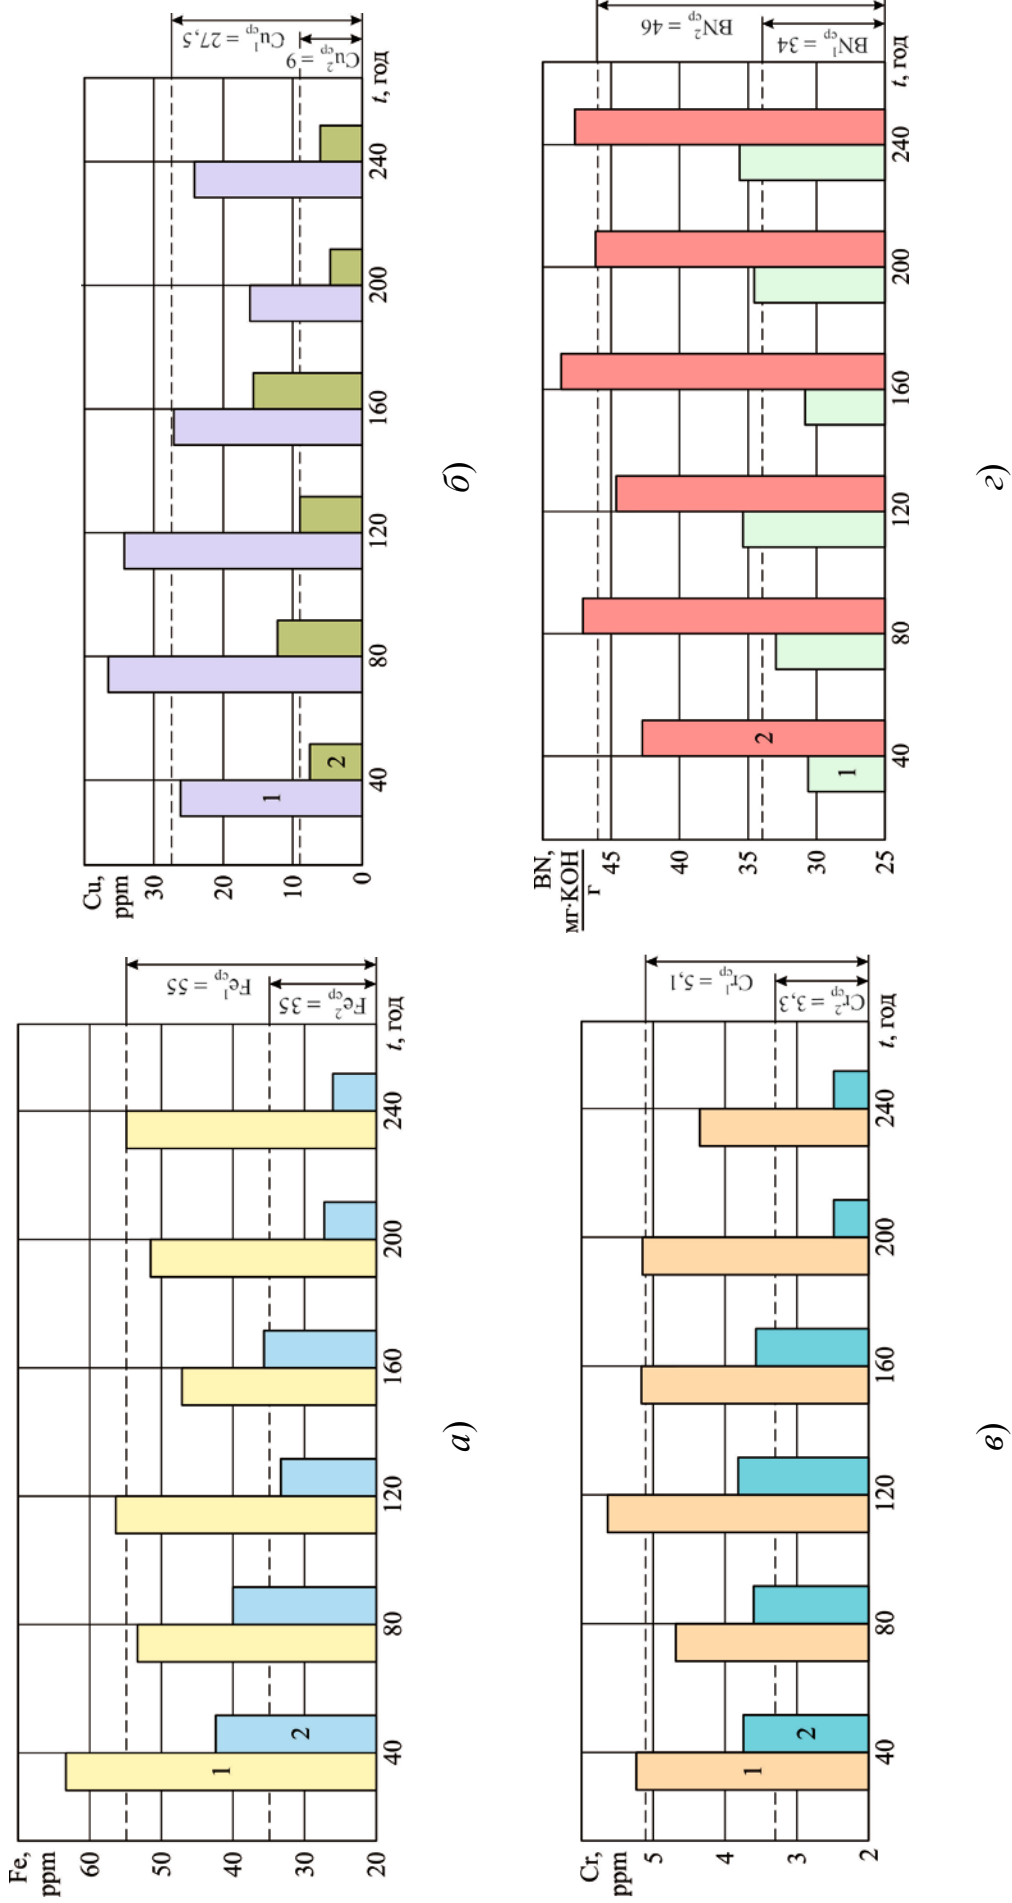 Fe,
ppm
60
50
40
30
20
1
2
40
80
120
160
200
240
t, год
Fe¹ср = 55
Fe²ср = 35
а)
Cu,
ppm
30
20
10
0
1
2
40
80
120
160
200
240
t, год
Cu¹ср = 27,5
Cu²ср = 9
б)
Cr,
ppm
5
4
3
2
1
2
40
80
120
160
200
240
t, год
Cr¹ср = 5,1
Cr²ср = 3,3
в)
BN,
мг·KOH
г
45
40
35
30
25
1
2
40
80
120
160
200
240
t, год
BN²ср = 46
BN¹ср = 34
г)